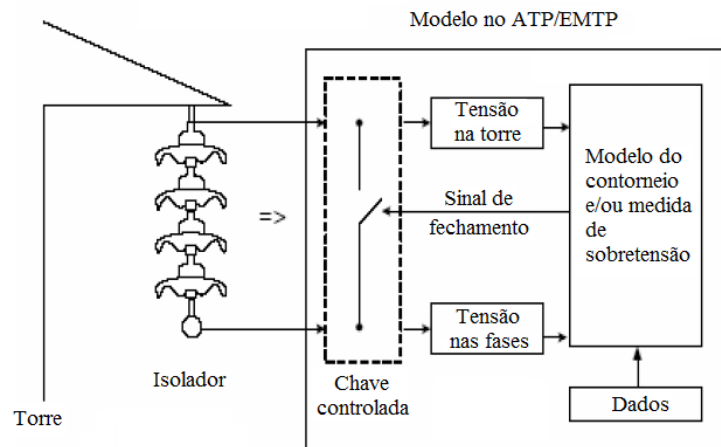 Modelo no ATP/EMTP
Tensão
na torre
Modelo do
contorneio
e/ou medida
de
sobretensão
Sinal de
fechamento
=>
Tensão
nas fases
Isolador
Chave
controlada
Dados
Torre